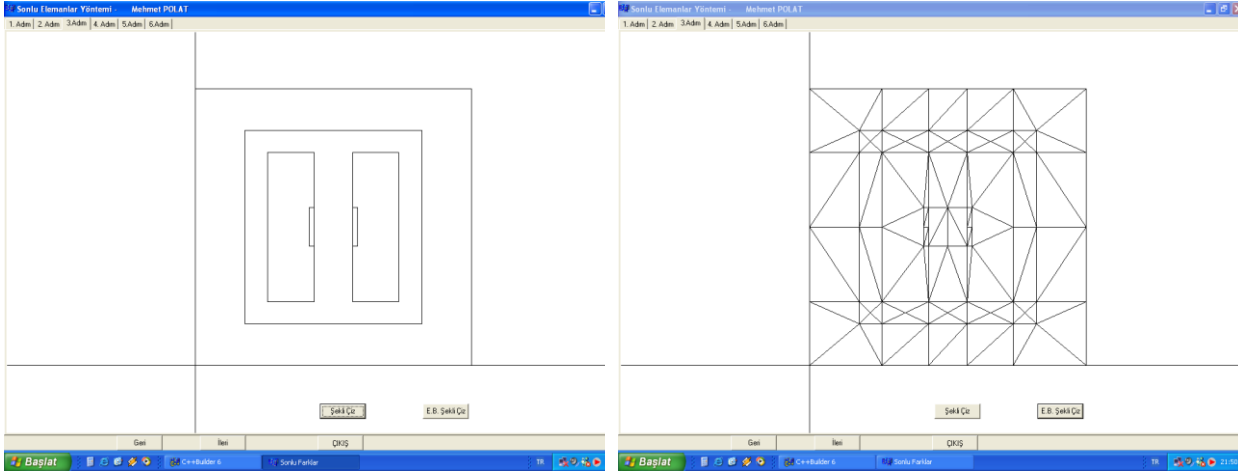 Sonlu Elemanlar Yöntemi - Mehmet POLAT
1. Adım 2. Adım 3.Adım 4. Adım 5.Adım 6.Adım
Şekli Çiz E.B. Şekli Çiz
Geri İleri ÇIKIŞ
Başlat C++Builder 6 Sonlu Farklar TR
Sonlu Elemanlar Yöntemi - Mehmet POLAT
1. Adım 2. Adım 3.Adım 4. Adım 5.Adım 6.Adım
Şekli Çiz E.B. Şekli Çiz
Geri İleri ÇIKIŞ
Başlat C++Builder 6 Sonlu Farklar TR